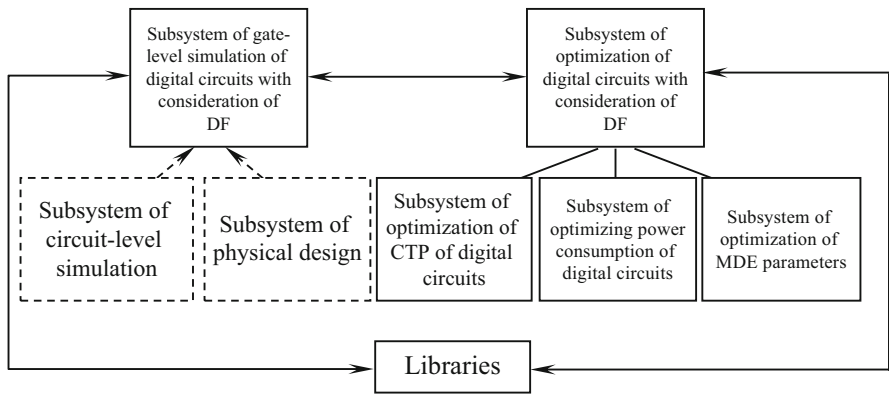 Subsystem of gate-
level simulation of
digital circuits with
consideration of
DF
Subsystem of
optimization of
digital circuits with
consideration of
DF
Subsystem of
circuit-level
simulation
Subsystem of
physical design
Subsystem of
optimization of
CTP of digital
circuits
Subsystem of
optimizing power
consumption of
digital circuits
Subsystem of
optimization of
MDE parameters
Libraries